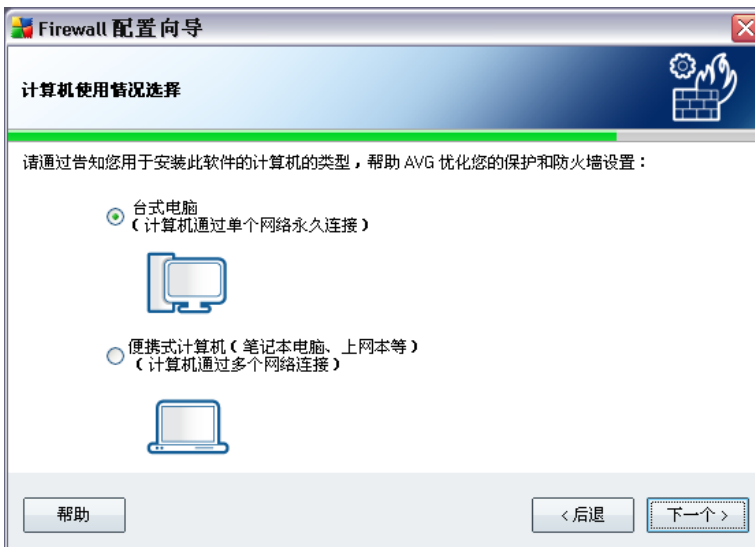 Firewall 配置向导
计算机使用情况选择
请通过告知您用于安装此软件的计算机的类型，帮助 AVG 优化您的保护和防火墙设置：
台式电脑
（计算机通过单个网络永久连接）
便携式计算机（笔记本电脑、上网本等）
（计算机通过多个网络连接）
帮助
<后退
下一个>